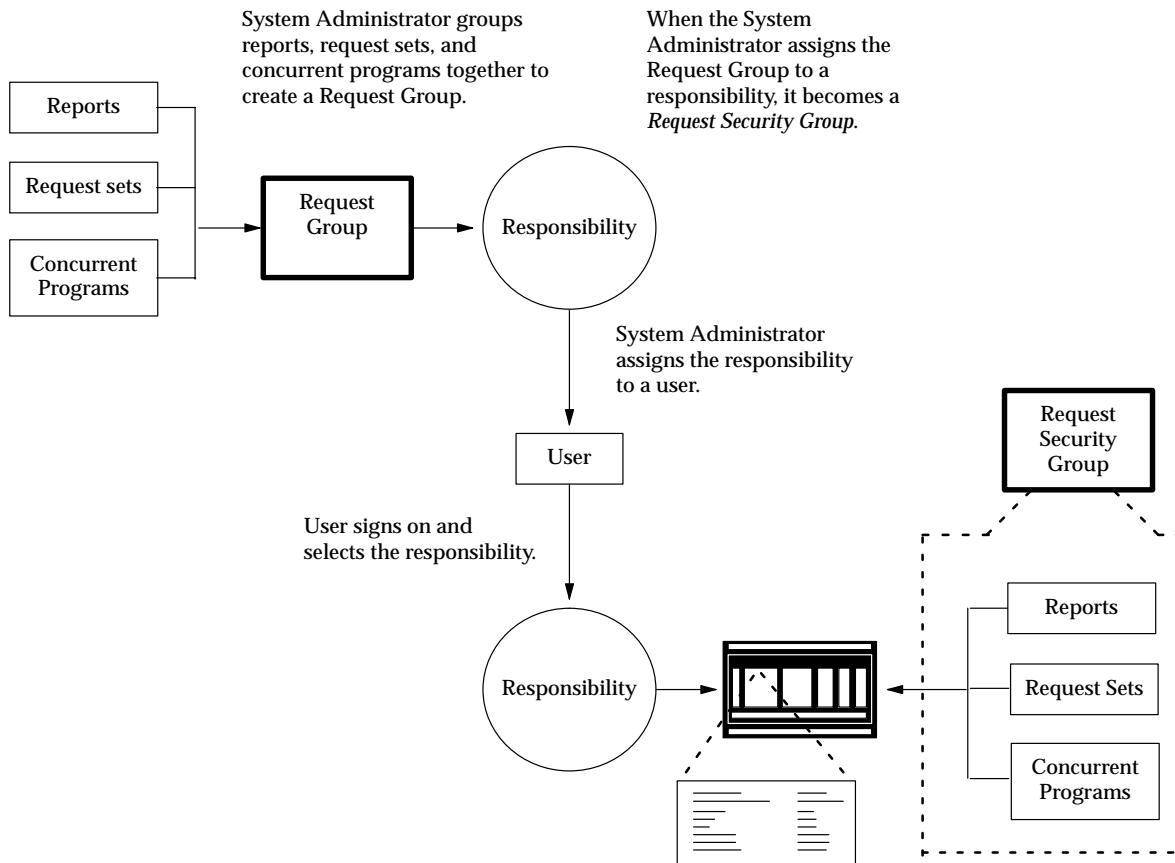 System Administrator groups
reports, request sets, and
concurrent programs together to
create a Request Group.
When the System
Administrator assigns the
Request Group to a
responsibility, it becomes a
Request Security Group.
Reports
Request sets
Concurrent
Programs
Request
Group
Responsibility
System Administrator
assigns the responsibility
to a user.
User
Request
Security
Group
User signs on and
selects the responsibility.
Responsibility
Reports
Request Sets
Concurrent
Programs